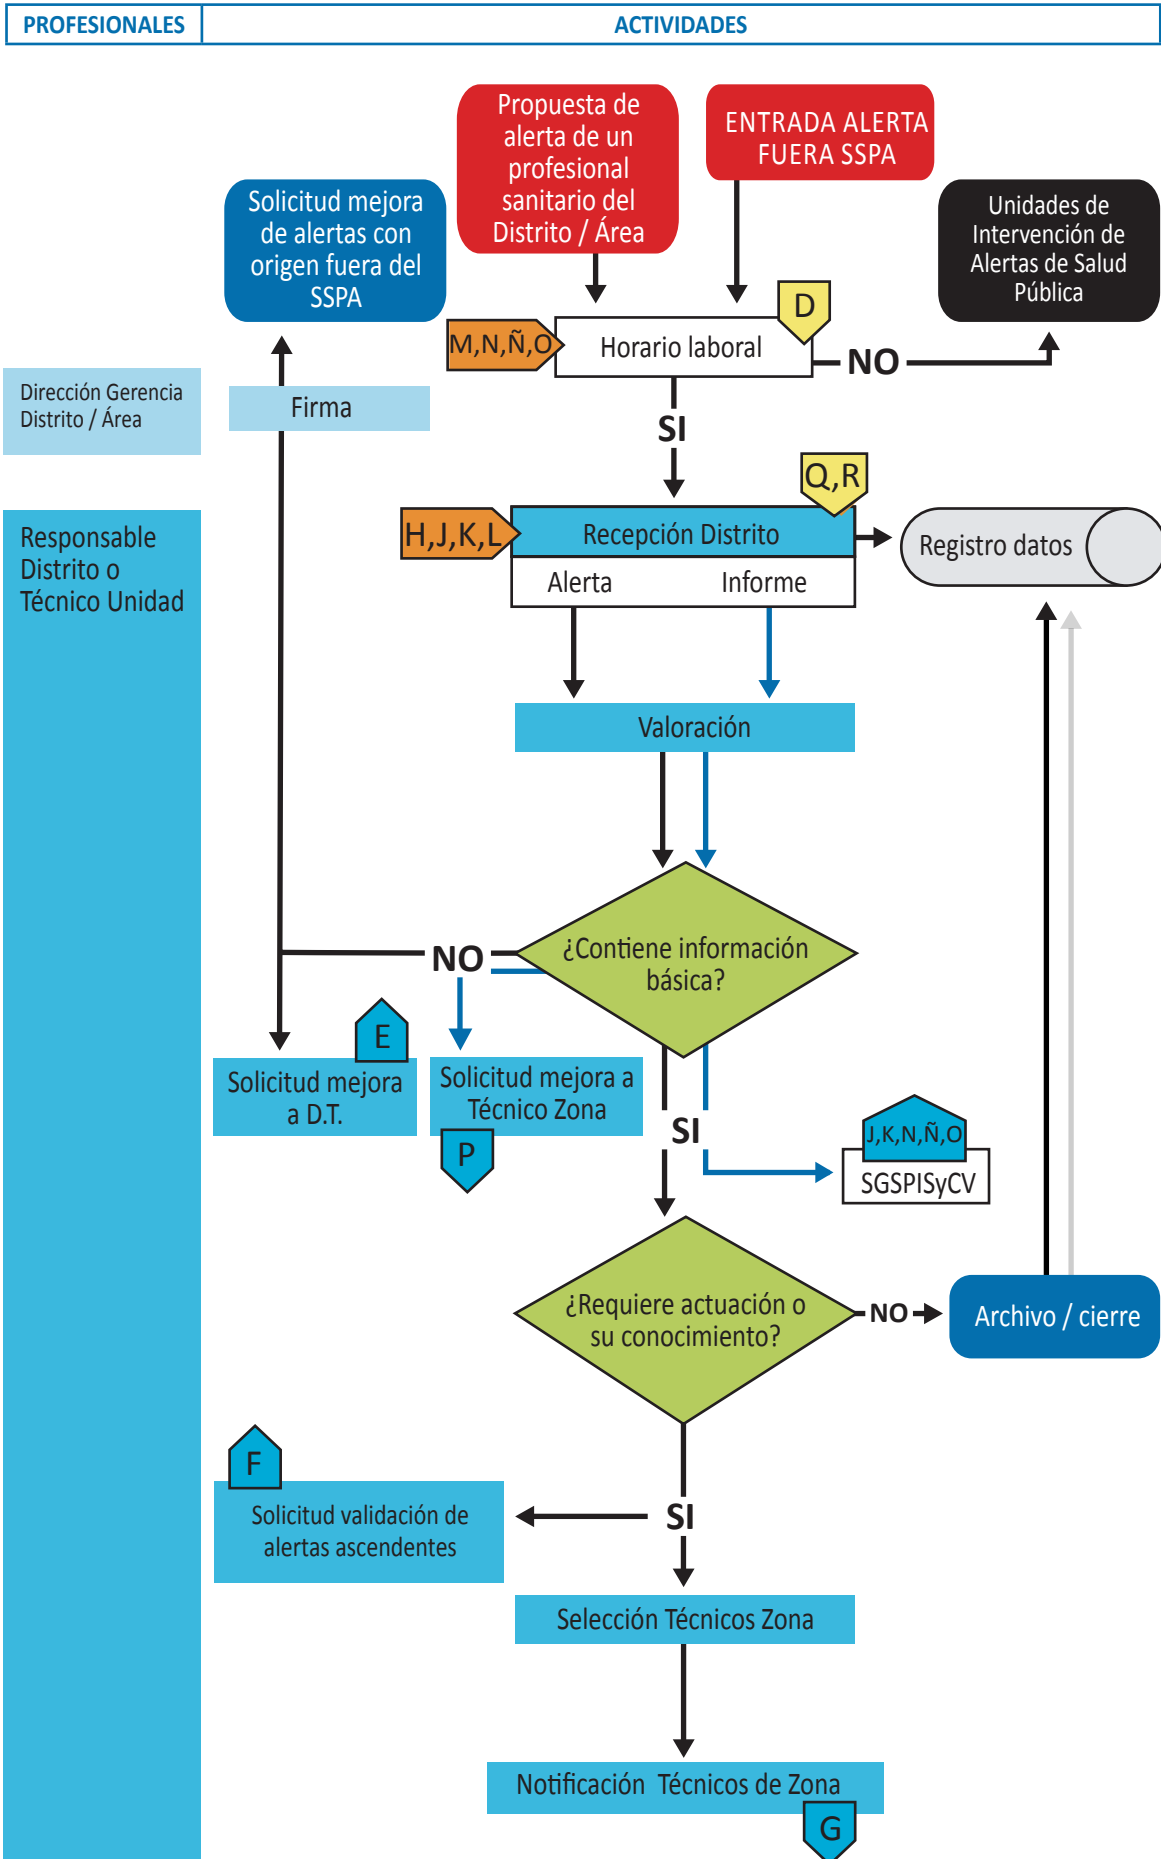 PROFESIONALES
ACTIVIDADES
Propuesta de
alerta de un
profesional
sanitario del
Distrito / Área
ENTRADA ALERTA
FUERA SSPA
Solicitud mejora
de alertas con
origen fuera del
SSPA
Unidades de
Intervención de
Alertas de Salud
Pública
D
M,N,Ñ,O
Horario laboral
NO
Dirección Gerencia
Distrito / Área
Firma
SI
Q,R
Responsable
Distrito o
Técnico Unidad
H,J,K,L
Recepción Distrito
Registro datos
Alerta
Informe
Valoración
¿Contiene información
básica?
NO
E
Solicitud mejora
a D.T.
Solicitud mejora a
Técnico Zona
P
SI
J,K,N,Ñ,O
SGSPISyCV
¿Requiere actuación o
su conocimiento?
NO
Archivo / cierre
F
Solicitud validación de
alertas ascendentes
SI
Selección Técnicos Zona
Notificación Técnicos de Zona
G